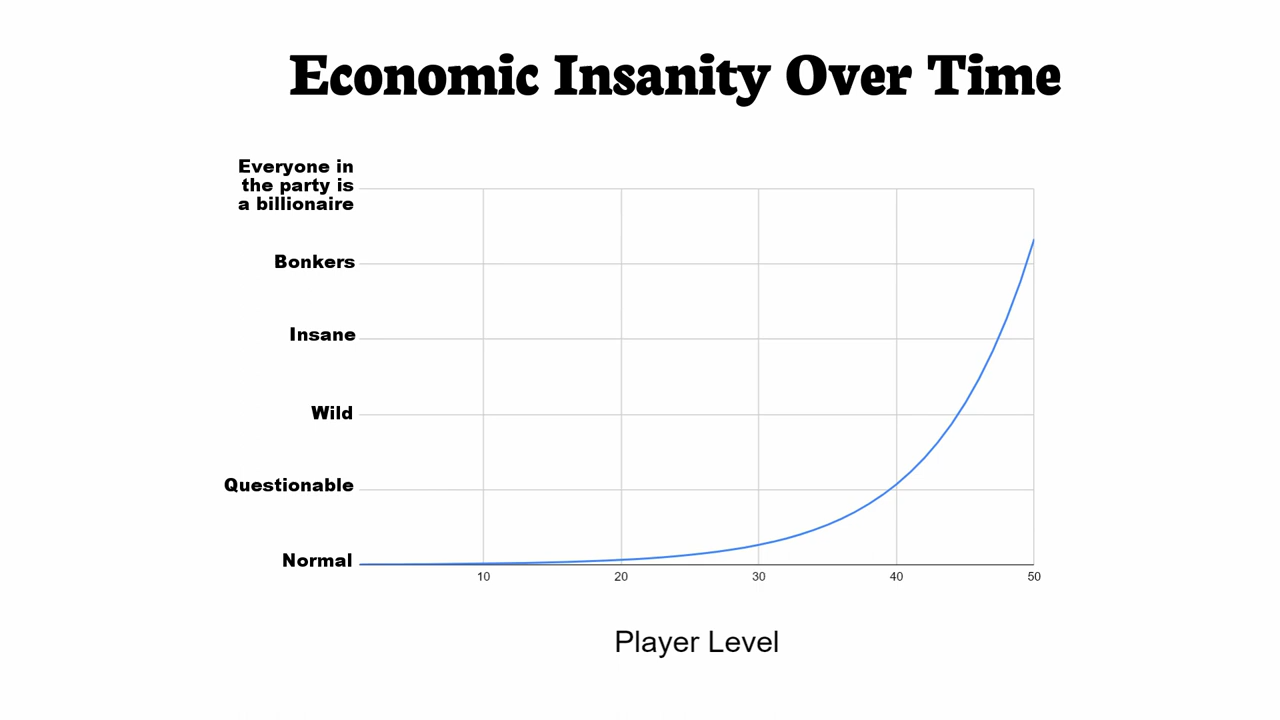 Economic Insanity Over Time
Everyone in
the party is
a billionaire
Bonkers
Insane
Wild
Questionable
Normal
10 20 30 40 50
Player Level